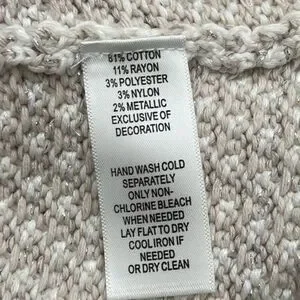 81% COTTON
11% RAYON
3% POLYESTER
3% NYLON
2% METALLIC
EXCLUSIVE OF
DECORATION
HAND WASH COLD
SEPARATELY
ONLY NON-
CHLORINE BLEACH
WHEN NEEDED
LAY FLAT TO DRY
COOL IRON IF
NEEDED
OR DRY CLEAN